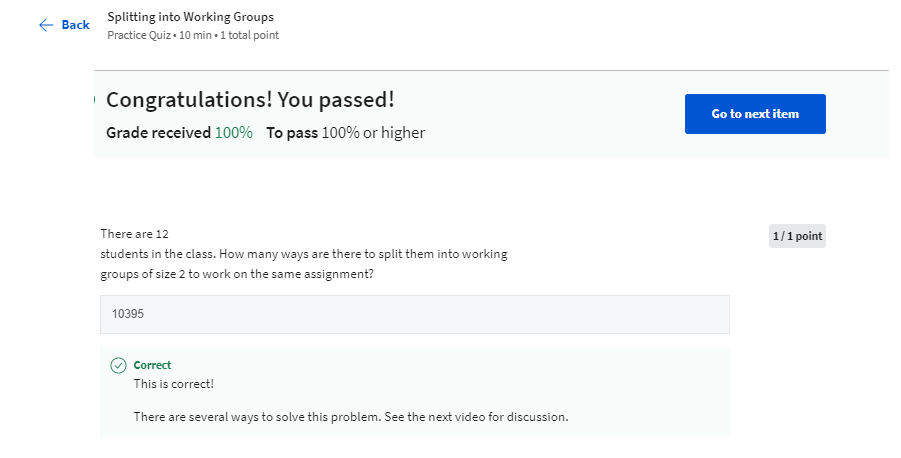 Back
Splitting into Working Groups
Practice Quiz • 10 min • 1 total point
Congratulations! You passed!
Grade received 100% To pass 100% or higher
Go to next item
There are 12
students in the class. How many ways are there to split them into working
groups of size 2 to work on the same assignment?
1 / 1 point
10395
Correct
This is correct!
There are several ways to solve this problem. See the next video for discussion.